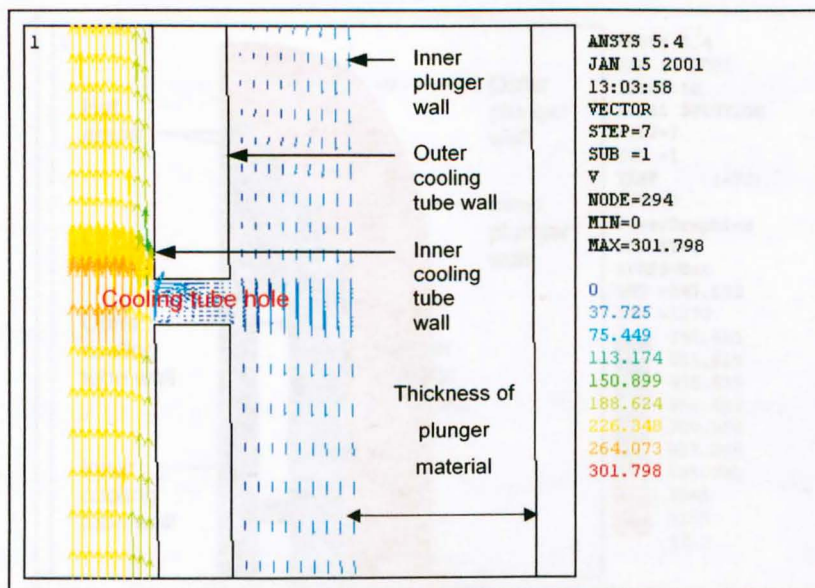 1
Inner
plunger
wall
Outer
cooling
tube wall
Inner
cooling
tube
wall
Cooling tube hole
Thickness of
plunger
material
ANSYS 5.4
JAN 15 2001
13:03:58
VECTOR
STEP=7
SUB =1
V
NODE=294
MIN=0
MAX=301.798
0
37.725
75.449
113.174
150.899
188.624
226.348
264.073
301.798